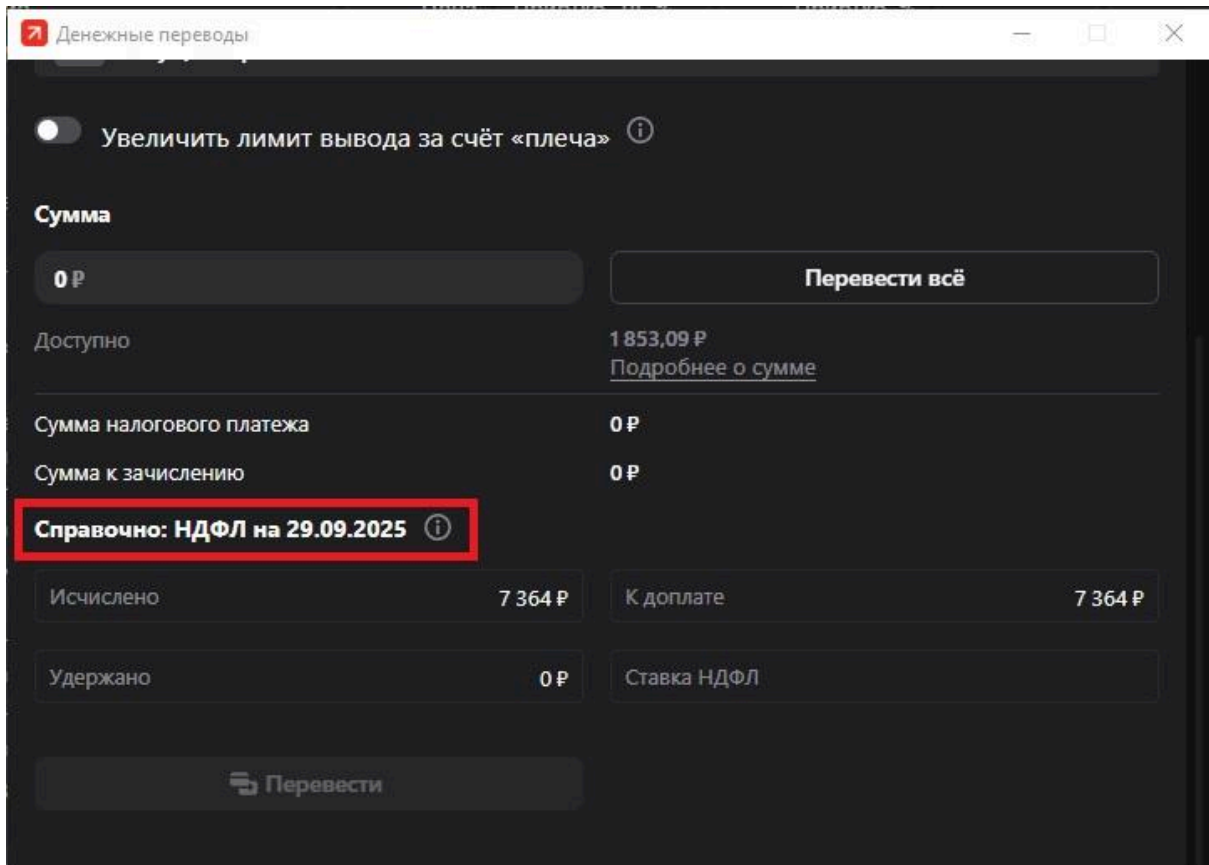 Денежные переводы
Увеличить лимит вывода за счёт «плеча»
Сумма
0 ₽
Перевести всё
Доступно
1 853,09 ₽
Подробнее о сумме
Сумма налогового платежа
0 ₽
Сумма к зачислению
0 ₽
Справочно: НДФЛ на 29.09.2025
Исчислено
7 364 ₽
К доплате
7 364 ₽
Удержано
0 ₽
Ставка НДФЛ
Перевести